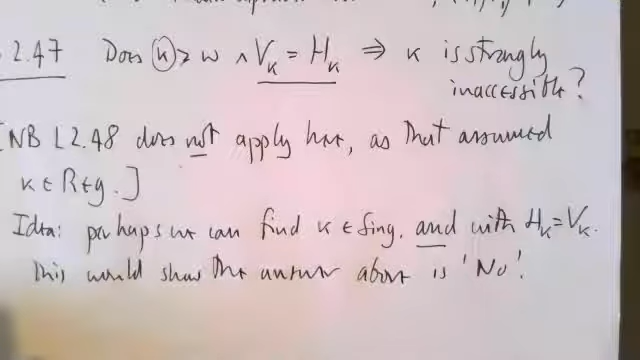 2.47 Does κ > ω ∧ V_κ = H_κ ⇒ κ is strongly
inaccessible?
[NB L2.48 does not apply here, as that assumed
κ ∈ Reg.]
Idea: perhaps we can find κ ∈ Sing. and with H_κ = V_κ.
This would show the answer above is 'No'!